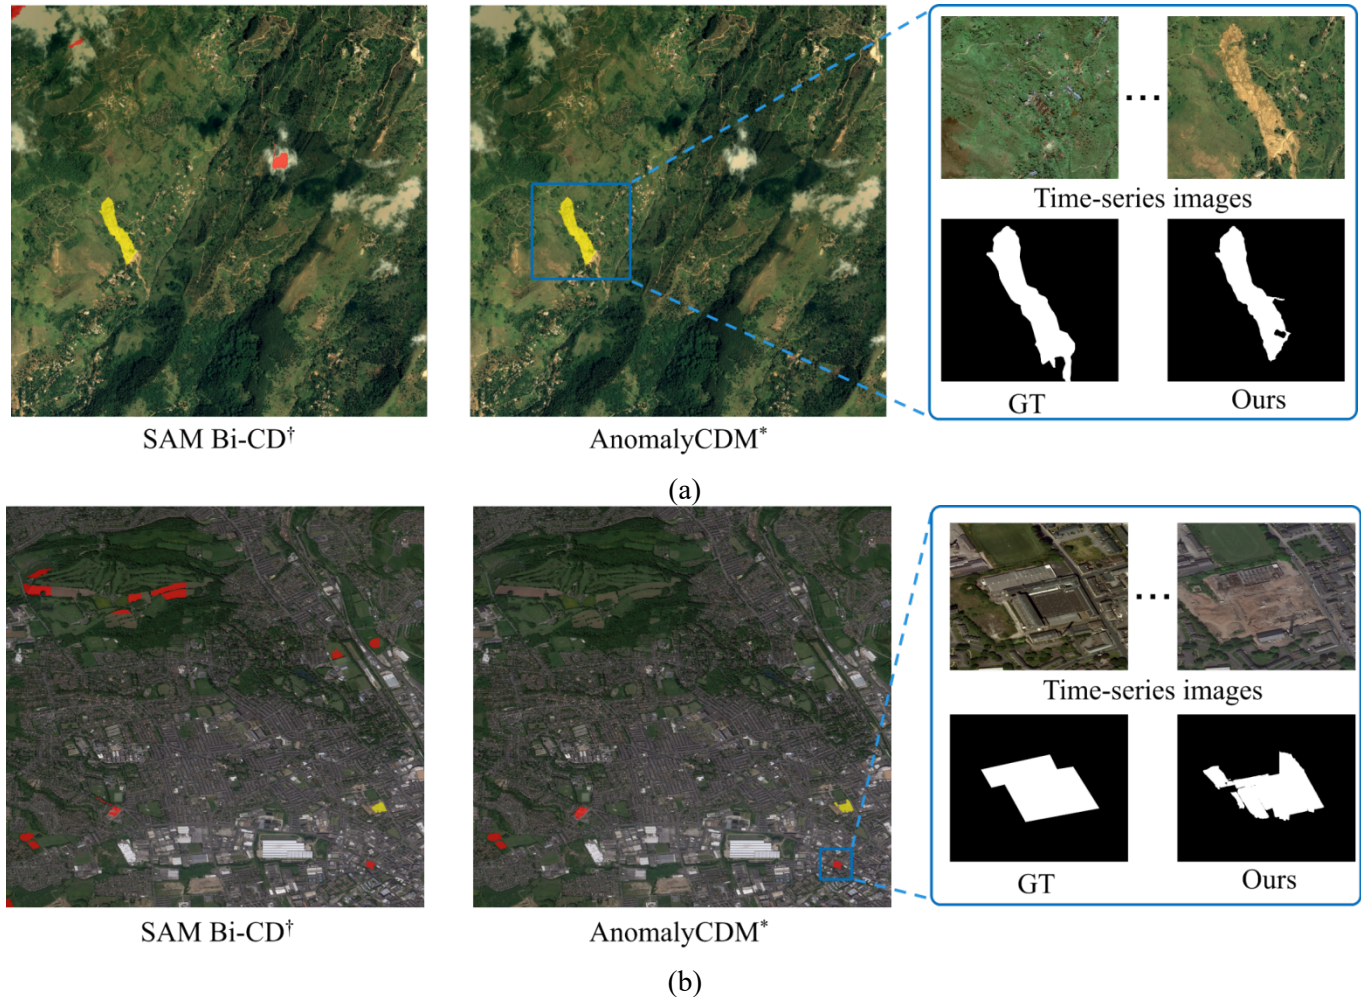 ...
Time-series images
GT Ours
SAM Bi-CD† AnomalyCDM*
(a)
...
Time-series images
GT Ours
SAM Bi-CD† AnomalyCDM*
(b)